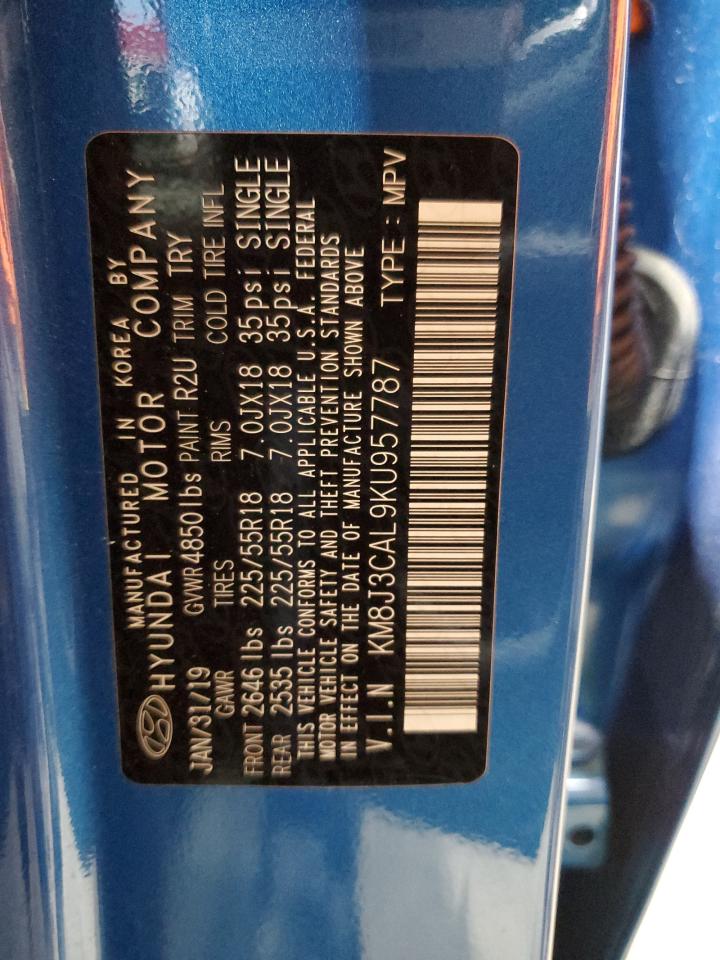 MANUFACTURED IN KOREA BY
HYUNDAI MOTOR COMPANY
JAN/31/19 GVWR 4850 lbs PAINT R2U TRIM TRY
GAWR TIRES RMS COLD TIRE INFL
FRONT 2646 lbs 225/55R18 7.0JX18 35psi SINGLE
REAR 2535 lbs 225/55R18 7.0JX18 35psi SINGLE
THIS VEHICLE CONFORMS TO ALL APPLICABLE U.S.A. FEDERAL
MOTOR VEHICLE SAFETY AND THEFT PREVENTION STANDARDS
IN EFFECT ON THE DATE OF MANUFACTURE SHOWN ABOVE
V.I.N KM8J3CAL9KU957787 TYPE : MPV